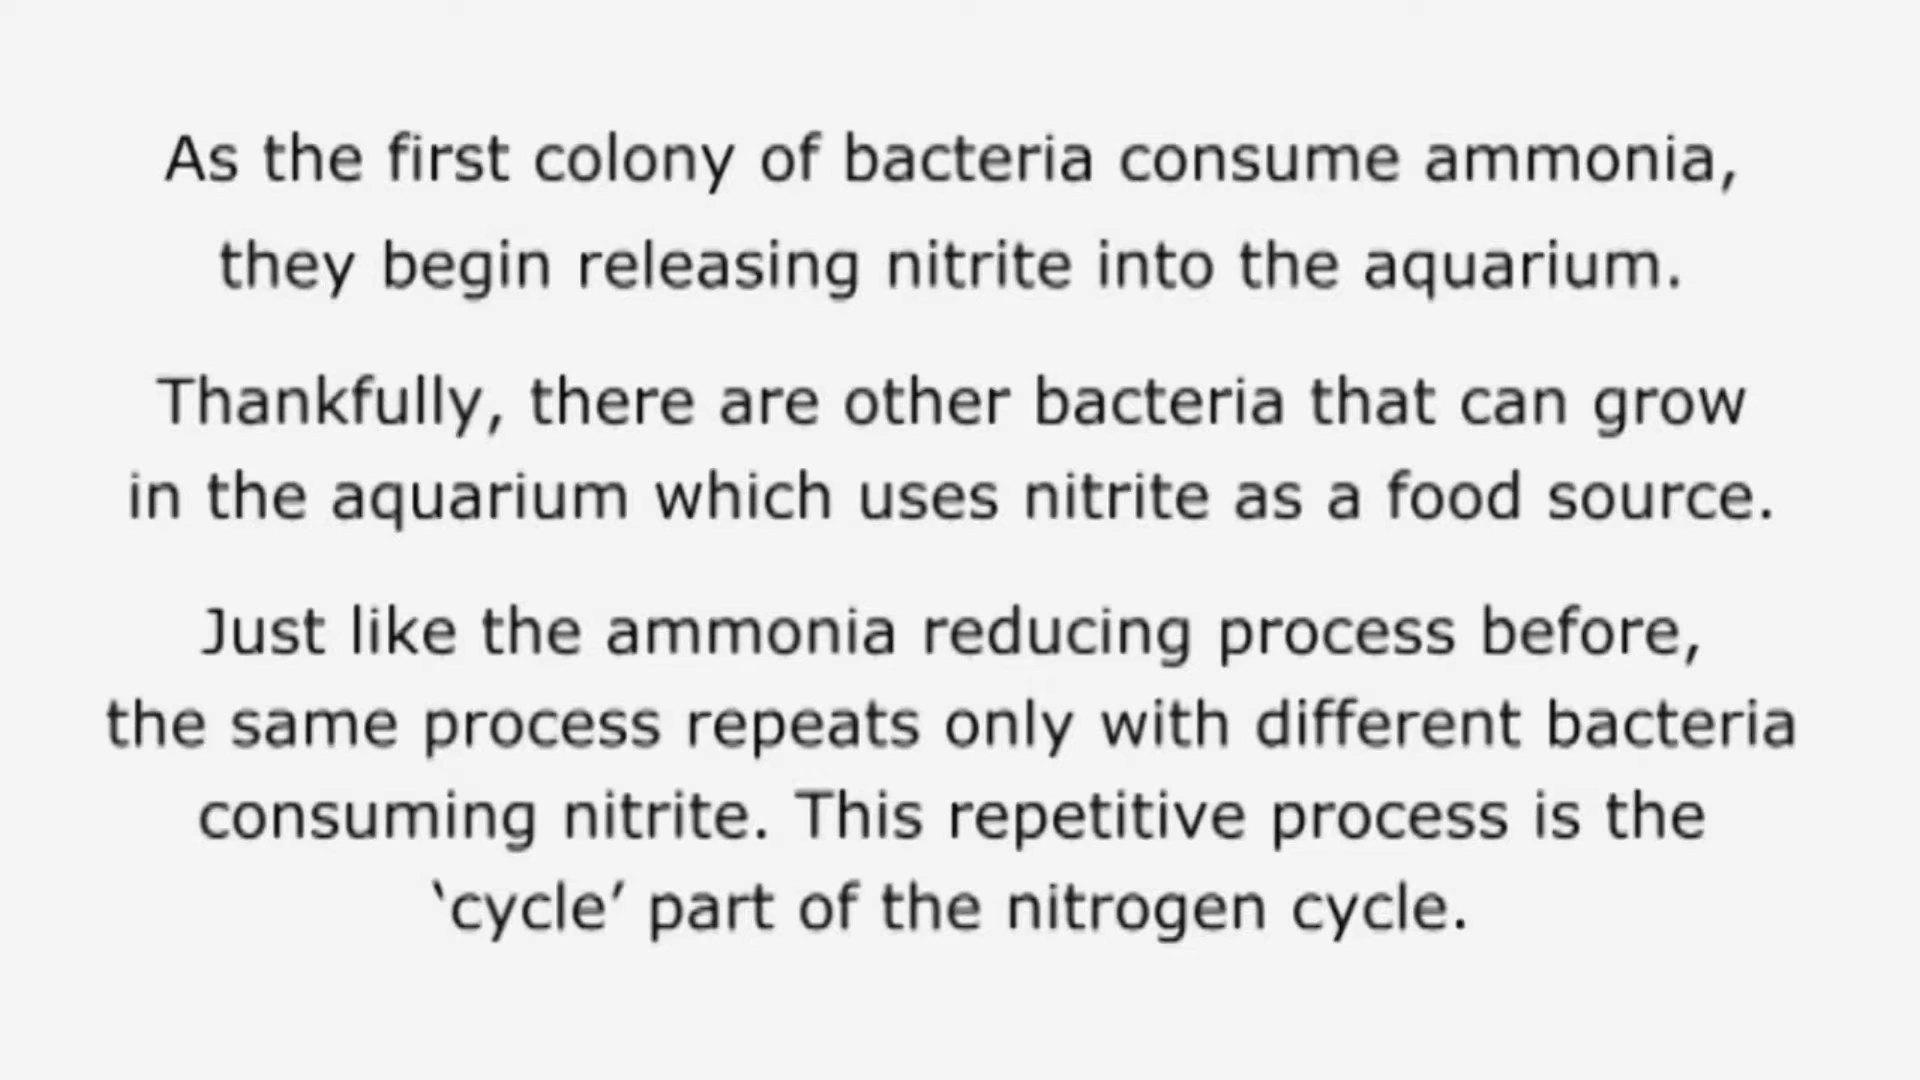 As the first colony of bacteria consume ammonia,
they begin releasing nitrite into the aquarium.
Thankfully, there are other bacteria that can grow
in the aquarium which uses nitrite as a food source.
Just like the ammonia reducing process before,
the same process repeats only with different bacteria
consuming nitrite. This repetitive process is the
‘cycle’ part of the nitrogen cycle.